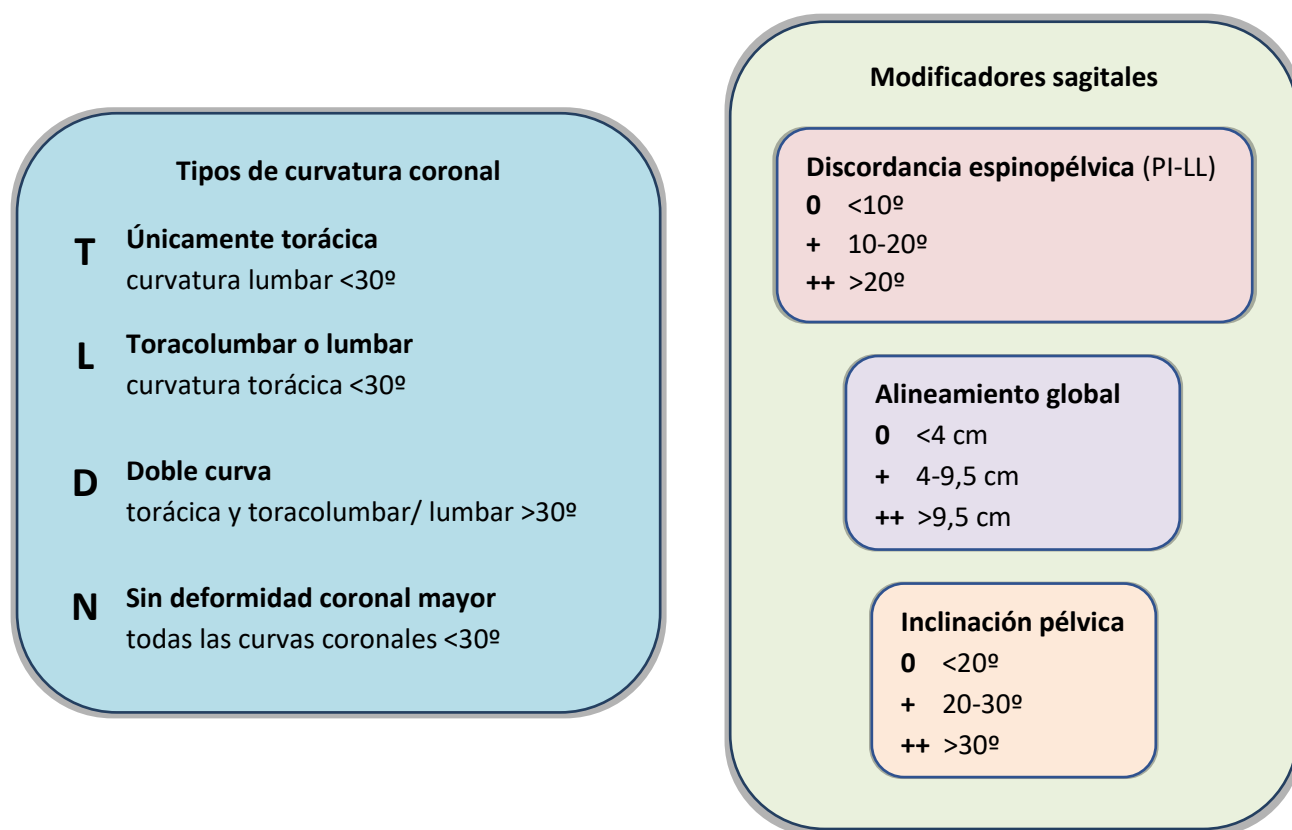 Tipos de curvatura coronal
T Únicamente torácica
curvatura lumbar <30º
L Toracolumbar o lumbar
curvatura torácica <30º
D Doble curva
torácica y toracolumbar/ lumbar >30º
N Sin deformidad coronal mayor
todas las curvas coronales <30º
Modificadores sagitales
Discordancia espinopélvica (PI-LL)
0 <10º
+ 10-20º
++ >20º
Alineamiento global
0 <4 cm
+ 4-9,5 cm
++ >9,5 cm
Inclinación pélvica
0 <20º
+ 20-30º
++ >30º